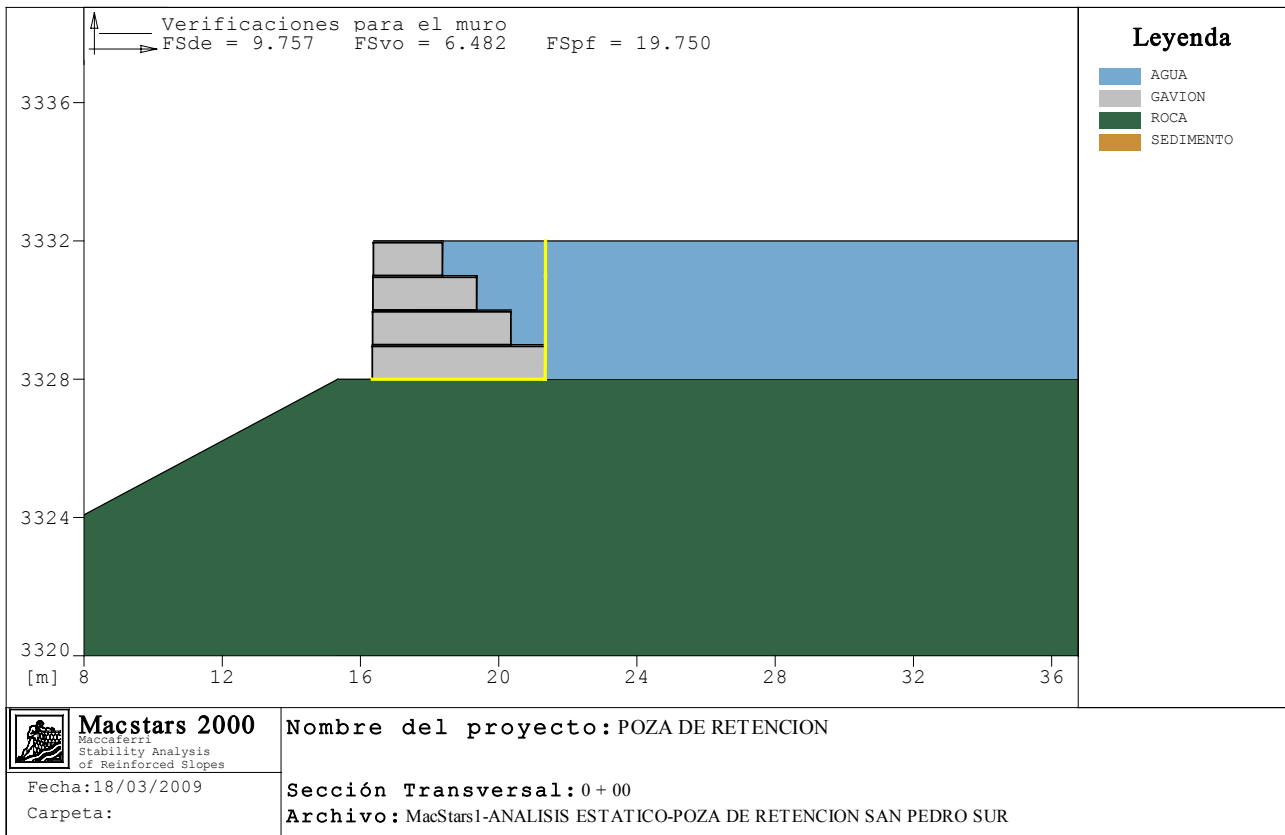 Verificaciones para el muro
FSde = 9.757 FSvo = 6.482 FSpf = 19.750
Leyenda
AGUA
GAVION
ROCA
SEDIMENTO
3336
3332
3328
3324
3320
[m] 8 12 16 20 24 28 32 36
Macstars 2000
Maccaferri
Stability Analysis
of Reinforced Slopes
Fecha:18/03/2009
Carpeta:
Nombre del proyecto: POZA DE RETENCION
Sección Transversal: 0 + 00
Archivo: MacStars1-ANALISIS ESTATICO-POZA DE RETENCION SAN PEDRO SUR